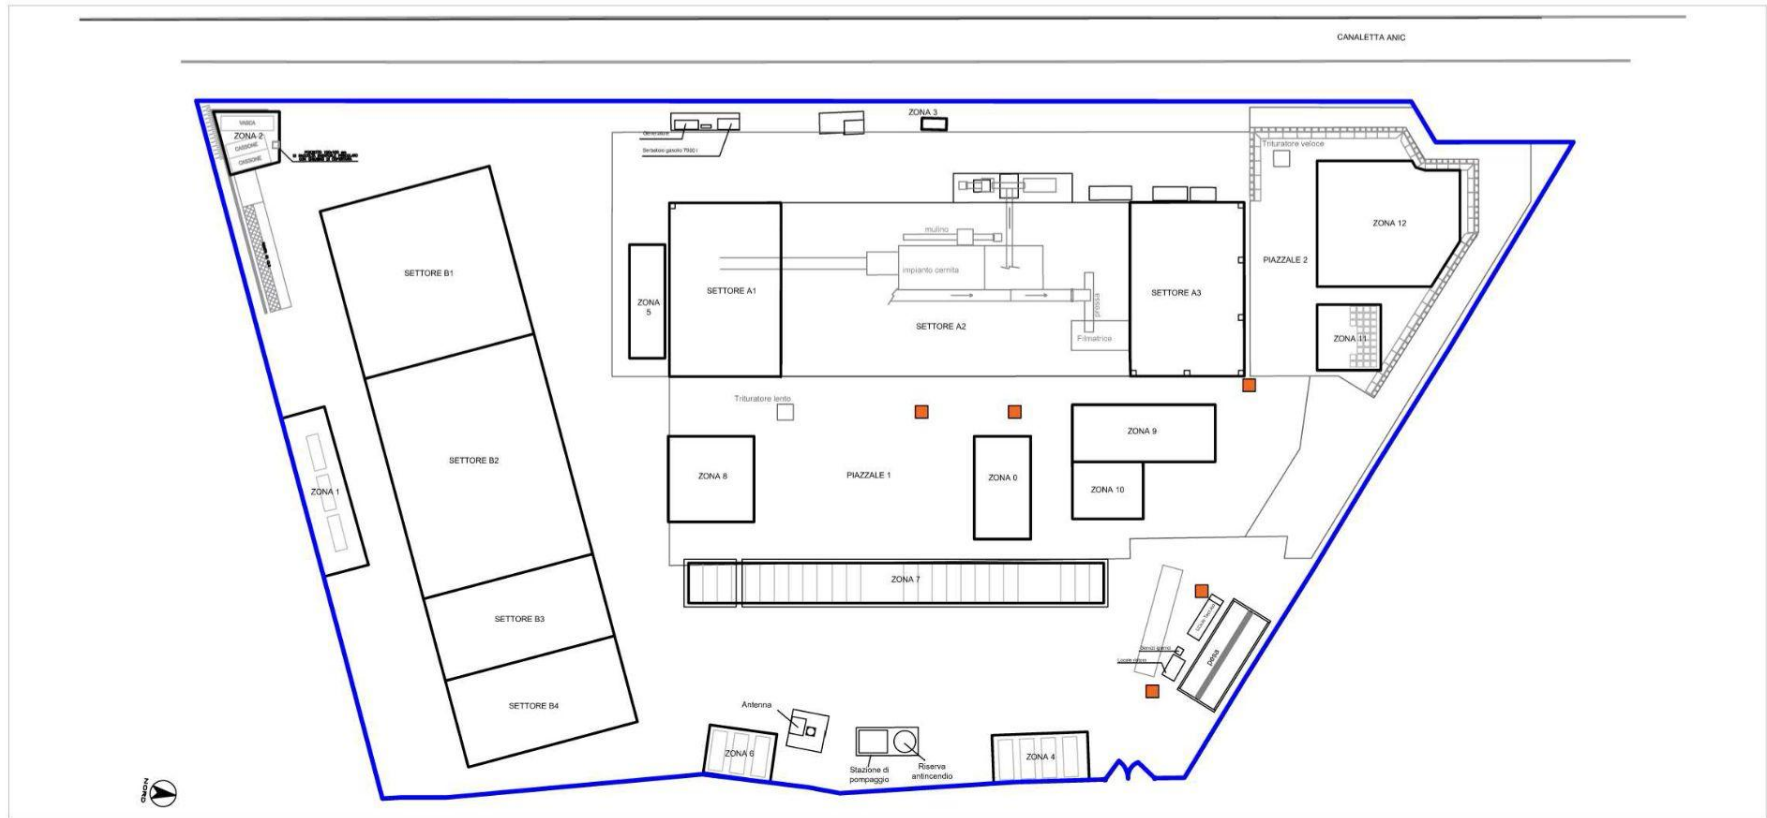 CANALETTA ANIC
VASCA
ZONA 2
CASSONE
CASSONE
ZONA 3
Generatore
Serbatoio gasolio
Trituratore veloce
ZONA 12
mulino
SETTORE B1
impianto cernita
PIAZZALE 2
ZONA
5
SETTORE A1
SETTORE A3
pressa
SETTORE A2
Filmatrice
ZONA 11
Trituratore lento
ZONA 9
SETTORE B2
ZONA 8
PIAZZALE 1
ZONA 0
ZONA 10
ZONA 1
ZONA 7
SETTORE B3
pesa
SETTORE B4
Antenna
ZONA 6
Stazione di
pompaggio
Riserva
antincendio
ZONA 4
NORD